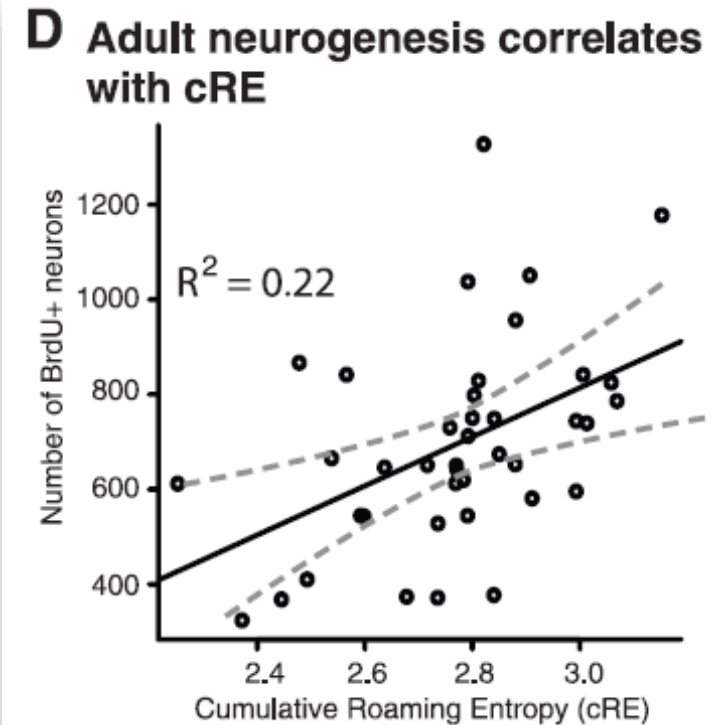 D Adult neurogenesis correlates
with cRE
Number of BrdU+ neurons
1200
1000
800
600
400
R² = 0.22
2.4 2.6 2.8 3.0
Cumulative Roaming Entropy (cRE)